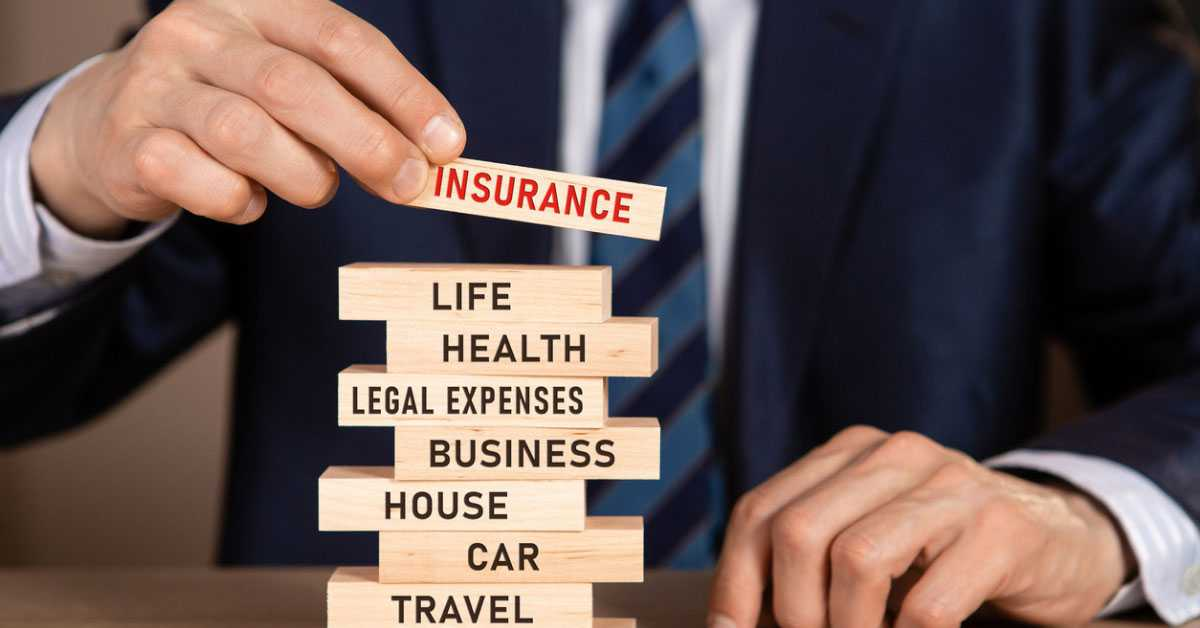 INSURANCE
LIFE
HEALTH
LEGAL EXPENSES
BUSINESS
HOUSE
CAR
TRAVEL